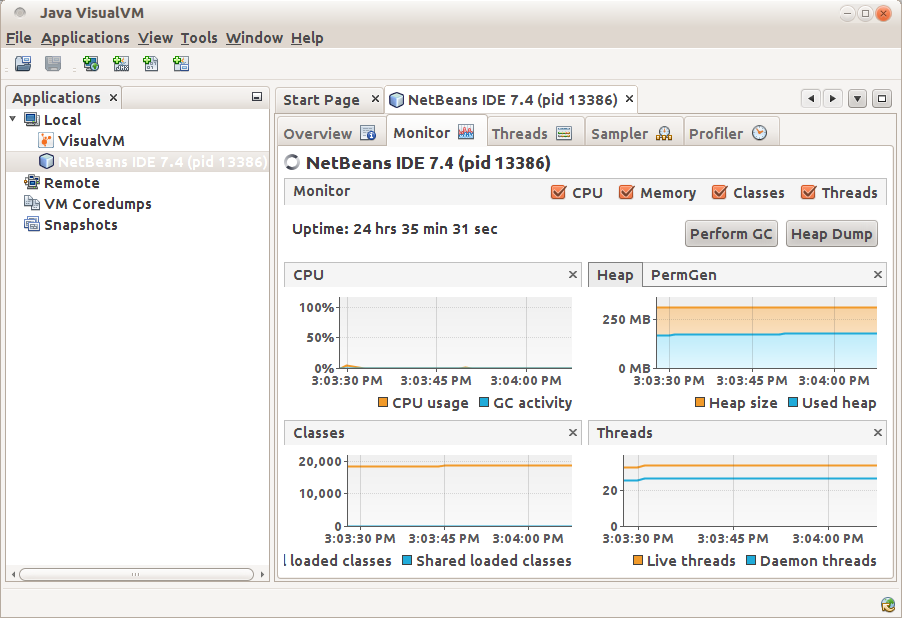 Java VisualVM
File Applications View Tools Window Help
Applications
Local
VisualVM
NetBeans IDE 7.4 (pid 13386)
Remote
VM Coredumps
Snapshots
Start Page
NetBeans IDE 7.4 (pid 13386)
Overview
Monitor
Threads
Sampler
Profiler
NetBeans IDE 7.4 (pid 13386)
Monitor
CPU
Memory
Classes
Threads
Uptime: 24 hrs 35 min 31 sec
Perform GC
Heap Dump
CPU
100%
50%
0%
3:03:30 PM 3:03:45 PM 3:04:00 PM
CPU usage GC activity
Heap PermGen
250 MB
0 MB
3:03:30 PM 3:03:45 PM 3:04:00 PM
Heap size Used heap
Classes
20,000
10,000
0
3:03:30 PM 3:03:45 PM 3:04:00 PM
l loaded classes Shared loaded classes
Threads
20
0
3:03:30 PM 3:03:45 PM 3:04:00 PM
Live threads Daemon threads